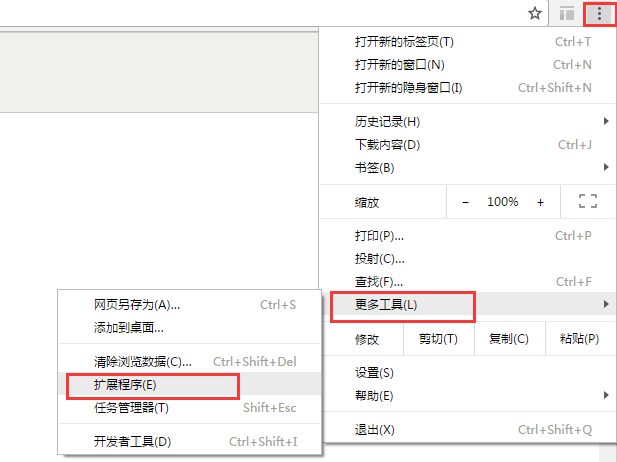 打开新的标签页(T) Ctrl+T
打开新的窗口(N) Ctrl+N
打开新的隐身窗口(I) Ctrl+Shift+N
历史记录(H)
下载内容(D) Ctrl+J
书签(B)
缩放 - 100% +
打印(P)... Ctrl+P
投射(C)...
查找(F)... Ctrl+F
更多工具(L)
修改 剪切(T) 复制(C) 粘贴(P)
设置(S)
帮助(E)
退出(X) Ctrl+Shift+Q
网页另存为(A)... Ctrl+S
添加到桌面...
清除浏览数据(C)... Ctrl+Shift+Del
扩展程序(E)
任务管理器(T) Shift+Esc
开发者工具(D) Ctrl+Shift+I